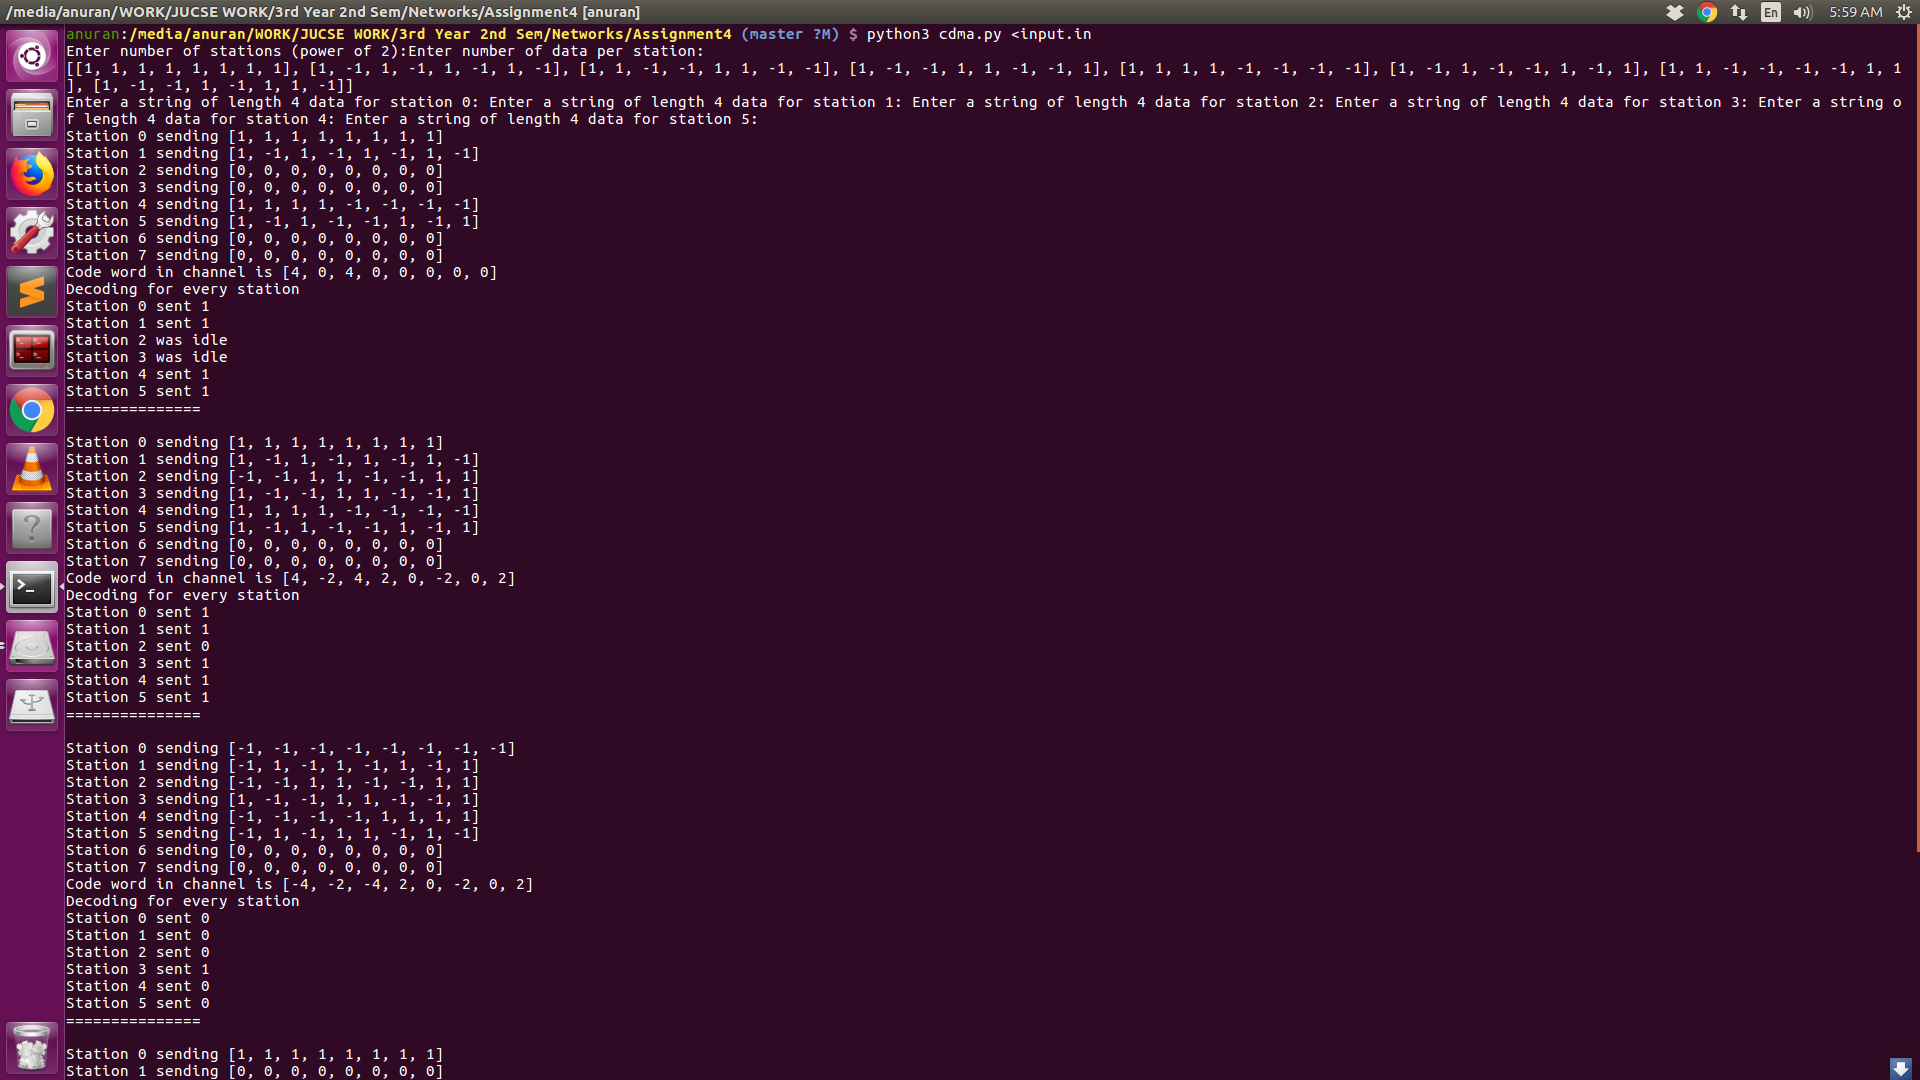 /media/anuran/WORK/JUCSE WORK/3rd Year 2nd Sem/Networks/Assignment4 [anuran]
En
5:59 AM
anuran:/media/anuran/WORK/JUCSE WORK/3rd Year 2nd Sem/Networks/Assignment4 (master ?M) $ python3 cdma.py <input.in
Enter number of stations (power of 2):Enter number of data per station:
[[1, 1, 1, 1, 1, 1, 1, 1], [1, -1, 1, -1, 1, -1, 1, -1], [1, 1, -1, -1, 1, 1, -1, -1], [1, -1, -1, 1, 1, -1, -1, 1], [1, 1, 1, 1, -1, -1, -1, -1], [1, -1, 1, -1, -1, 1, -1, 1], [1, 1, -1, -1, -1, -1, 1, 1
], [1, -1, -1, 1, -1, 1, 1, -1]]
Enter a string of length 4 data for station 0: Enter a string of length 4 data for station 1: Enter a string of length 4 data for station 2: Enter a string of length 4 data for station 3: Enter a string o
f length 4 data for station 4: Enter a string of length 4 data for station 5:
Station 0 sending [1, 1, 1, 1, 1, 1, 1, 1]
Station 1 sending [1, -1, 1, -1, 1, -1, 1, -1]
Station 2 sending [0, 0, 0, 0, 0, 0, 0, 0]
Station 3 sending [0, 0, 0, 0, 0, 0, 0, 0]
Station 4 sending [1, 1, 1, 1, -1, -1, -1, -1]
Station 5 sending [1, -1, 1, -1, -1, 1, -1, 1]
Station 6 sending [0, 0, 0, 0, 0, 0, 0, 0]
Station 7 sending [0, 0, 0, 0, 0, 0, 0, 0]
Code word in channel is [4, 0, 4, 0, 0, 0, 0, 0]
Decoding for every station
Station 0 sent 1
Station 1 sent 1
Station 2 was idle
Station 3 was idle
Station 4 sent 1
Station 5 sent 1
===============
Station 0 sending [1, 1, 1, 1, 1, 1, 1, 1]
Station 1 sending [1, -1, 1, -1, 1, -1, 1, -1]
Station 2 sending [-1, -1, 1, 1, -1, -1, 1, 1]
Station 3 sending [1, -1, -1, 1, 1, -1, -1, 1]
Station 4 sending [1, 1, 1, 1, -1, -1, -1, -1]
Station 5 sending [1, -1, 1, -1, -1, 1, -1, 1]
Station 6 sending [0, 0, 0, 0, 0, 0, 0, 0]
Station 7 sending [0, 0, 0, 0, 0, 0, 0, 0]
Code word in channel is [4, -2, 4, 2, 0, -2, 0, 2]
Decoding for every station
Station 0 sent 1
Station 1 sent 1
Station 2 sent 0
Station 3 sent 1
Station 4 sent 1
Station 5 sent 1
===============
Station 0 sending [-1, -1, -1, -1, -1, -1, -1, -1]
Station 1 sending [-1, 1, -1, 1, -1, 1, -1, 1]
Station 2 sending [-1, -1, 1, 1, -1, -1, 1, 1]
Station 3 sending [1, -1, -1, 1, 1, -1, -1, 1]
Station 4 sending [-1, -1, -1, -1, 1, 1, 1, 1]
Station 5 sending [-1, 1, -1, 1, 1, -1, 1, -1]
Station 6 sending [0, 0, 0, 0, 0, 0, 0, 0]
Station 7 sending [0, 0, 0, 0, 0, 0, 0, 0]
Code word in channel is [-4, -2, -4, 2, 0, -2, 0, 2]
Decoding for every station
Station 0 sent 0
Station 1 sent 0
Station 2 sent 0
Station 3 sent 1
Station 4 sent 0
Station 5 sent 0
===============
Station 0 sending [1, 1, 1, 1, 1, 1, 1, 1]
Station 1 sending [0, 0, 0, 0, 0, 0, 0, 0]